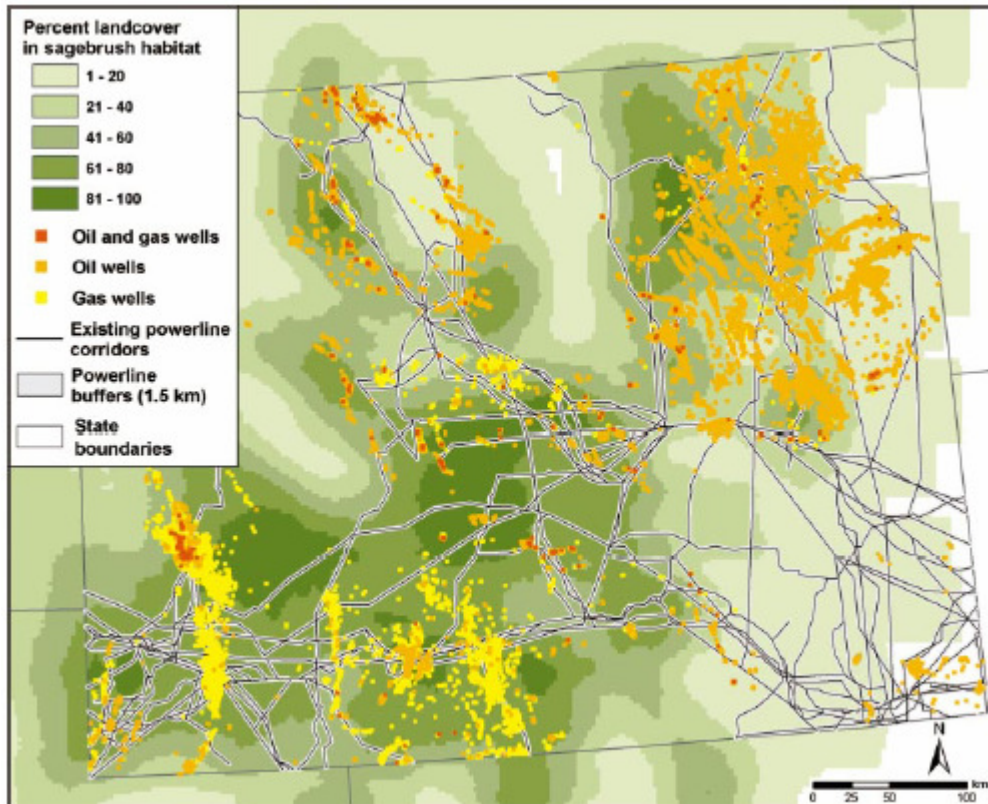 Percent landcover
in sagebrush habitat
1 - 20
21 - 40
41 - 60
61 - 80
81 - 100
Oil and gas wells
Oil wells
Gas wells
Existing powerline
corridors
Powerline
buffers (1.5 km)
State
boundaries
N
km
0 25 50 100